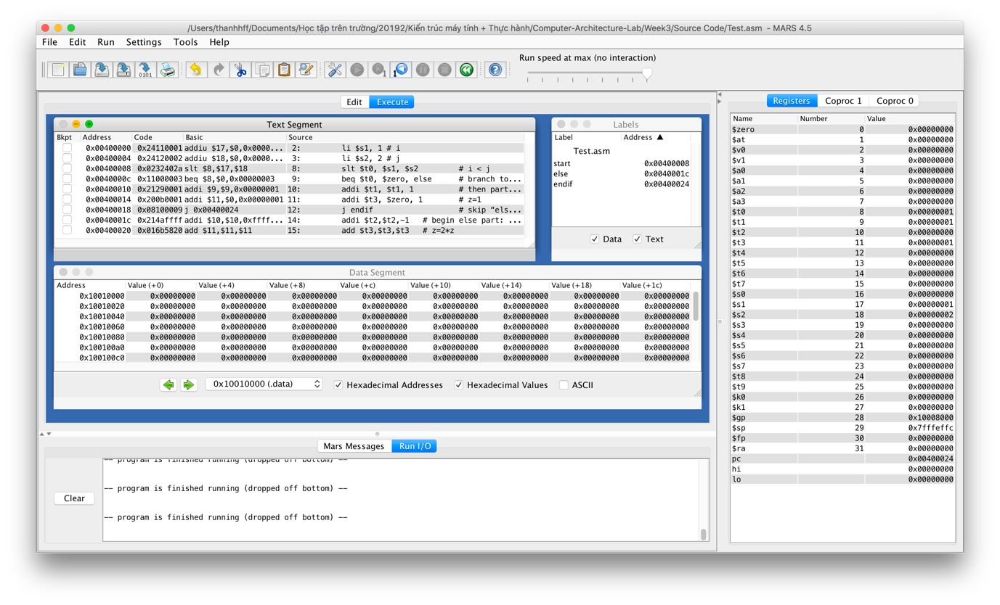 /Users/thanhhff/Documents/Học tập trên trường/20192/Kiến trúc máy tính + Thực hành/Computer-Architecture-Lab/Week3/Source Code/Test.asm - MARS 4.5
File Edit Run Settings Tools Help
Run speed at max (no interaction)
Edit Execute
Text Segment
Bkpt Address Code Basic Source
0x00400000 0x24110001 addiu $17,$0,0x0000... 2: li $s1, 1 # i
0x00400004 0x24120002 addiu $18,$0,0x0000... 3: li $s2, 2 # j
0x00400008 0x0232402a slt $8,$17,$18 8: slt $t0, $s1, $s2 # i < j
0x0040000c 0x11000003 beq $8,$0,0x00000003 9: beq $t0, $zero, else # branch to...
0x00400010 0x21290001 addi $9,$9,0x00000001 10: addi $t1, $t1, 1 # then part...
0x00400014 0x200b0001 addi $11,$0,0x00000001 11: addi $t3, $zero, 1 # z=1
0x00400018 0x08100009 j 0x00400024 12: j endif # skip “els...
0x0040001c 0x214affff addi $10,$10,0xffff... 14: addi $t2,$t2,-1 # begin else part: ...
0x00400020 0x016b5820 add $11,$11,$11 15: add $t3,$t3,$t3 # z=2*z
Labels
Label Address ▲
Test.asm
start 0x00400008
else 0x0040001c
endif 0x00400024
Data Text
Data Segment
Address Value (+0) Value (+4) Value (+8) Value (+c) Value (+10) Value (+14) Value (+18) Value (+1c)
0x10010000 0x00000000 0x00000000 0x00000000 0x00000000 0x00000000 0x00000000 0x00000000 0x00000000
0x10010020 0x00000000 0x00000000 0x00000000 0x00000000 0x00000000 0x00000000 0x00000000 0x00000000
0x10010040 0x00000000 0x00000000 0x00000000 0x00000000 0x00000000 0x00000000 0x00000000 0x00000000
0x10010060 0x00000000 0x00000000 0x00000000 0x00000000 0x00000000 0x00000000 0x00000000 0x00000000
0x10010080 0x00000000 0x00000000 0x00000000 0x00000000 0x00000000 0x00000000 0x00000000 0x00000000
0x100100a0 0x00000000 0x00000000 0x00000000 0x00000000 0x00000000 0x00000000 0x00000000 0x00000000
0x100100c0 0x00000000 0x00000000 0x00000000 0x00000000 0x00000000 0x00000000 0x00000000 0x00000000
0x10010000 (.data) Hexadecimal Addresses Hexadecimal Values ASCII
Mars Messages Run I/O
-- program is finished running (dropped off bottom) --
-- program is finished running (dropped off bottom) --
-- program is finished running (dropped off bottom) --
Clear
Registers Coproc 1 Coproc 0
Name Number Value
$zero 0 0x00000000
$at 1 0x00000000
$v0 2 0x00000000
$v1 3 0x00000000
$a0 4 0x00000000
$a1 5 0x00000000
$a2 6 0x00000000
$a3 7 0x00000000
$t0 8 0x00000001
$t1 9 0x00000001
$t2 10 0x00000000
$t3 11 0x00000001
$t4 12 0x00000000
$t5 13 0x00000000
$t6 14 0x00000000
$t7 15 0x00000000
$s0 16 0x00000000
$s1 17 0x00000001
$s2 18 0x00000002
$s3 19 0x00000000
$s4 20 0x00000000
$s5 21 0x00000000
$s6 22 0x00000000
$s7 23 0x00000000
$t8 24 0x00000000
$t9 25 0x00000000
$k0 26 0x00000000
$k1 27 0x00000000
$gp 28 0x10008000
$sp 29 0x7fffeffc
$fp 30 0x00000000
$ra 31 0x00000000
pc 0x00400024
hi 0x00000000
lo 0x00000000